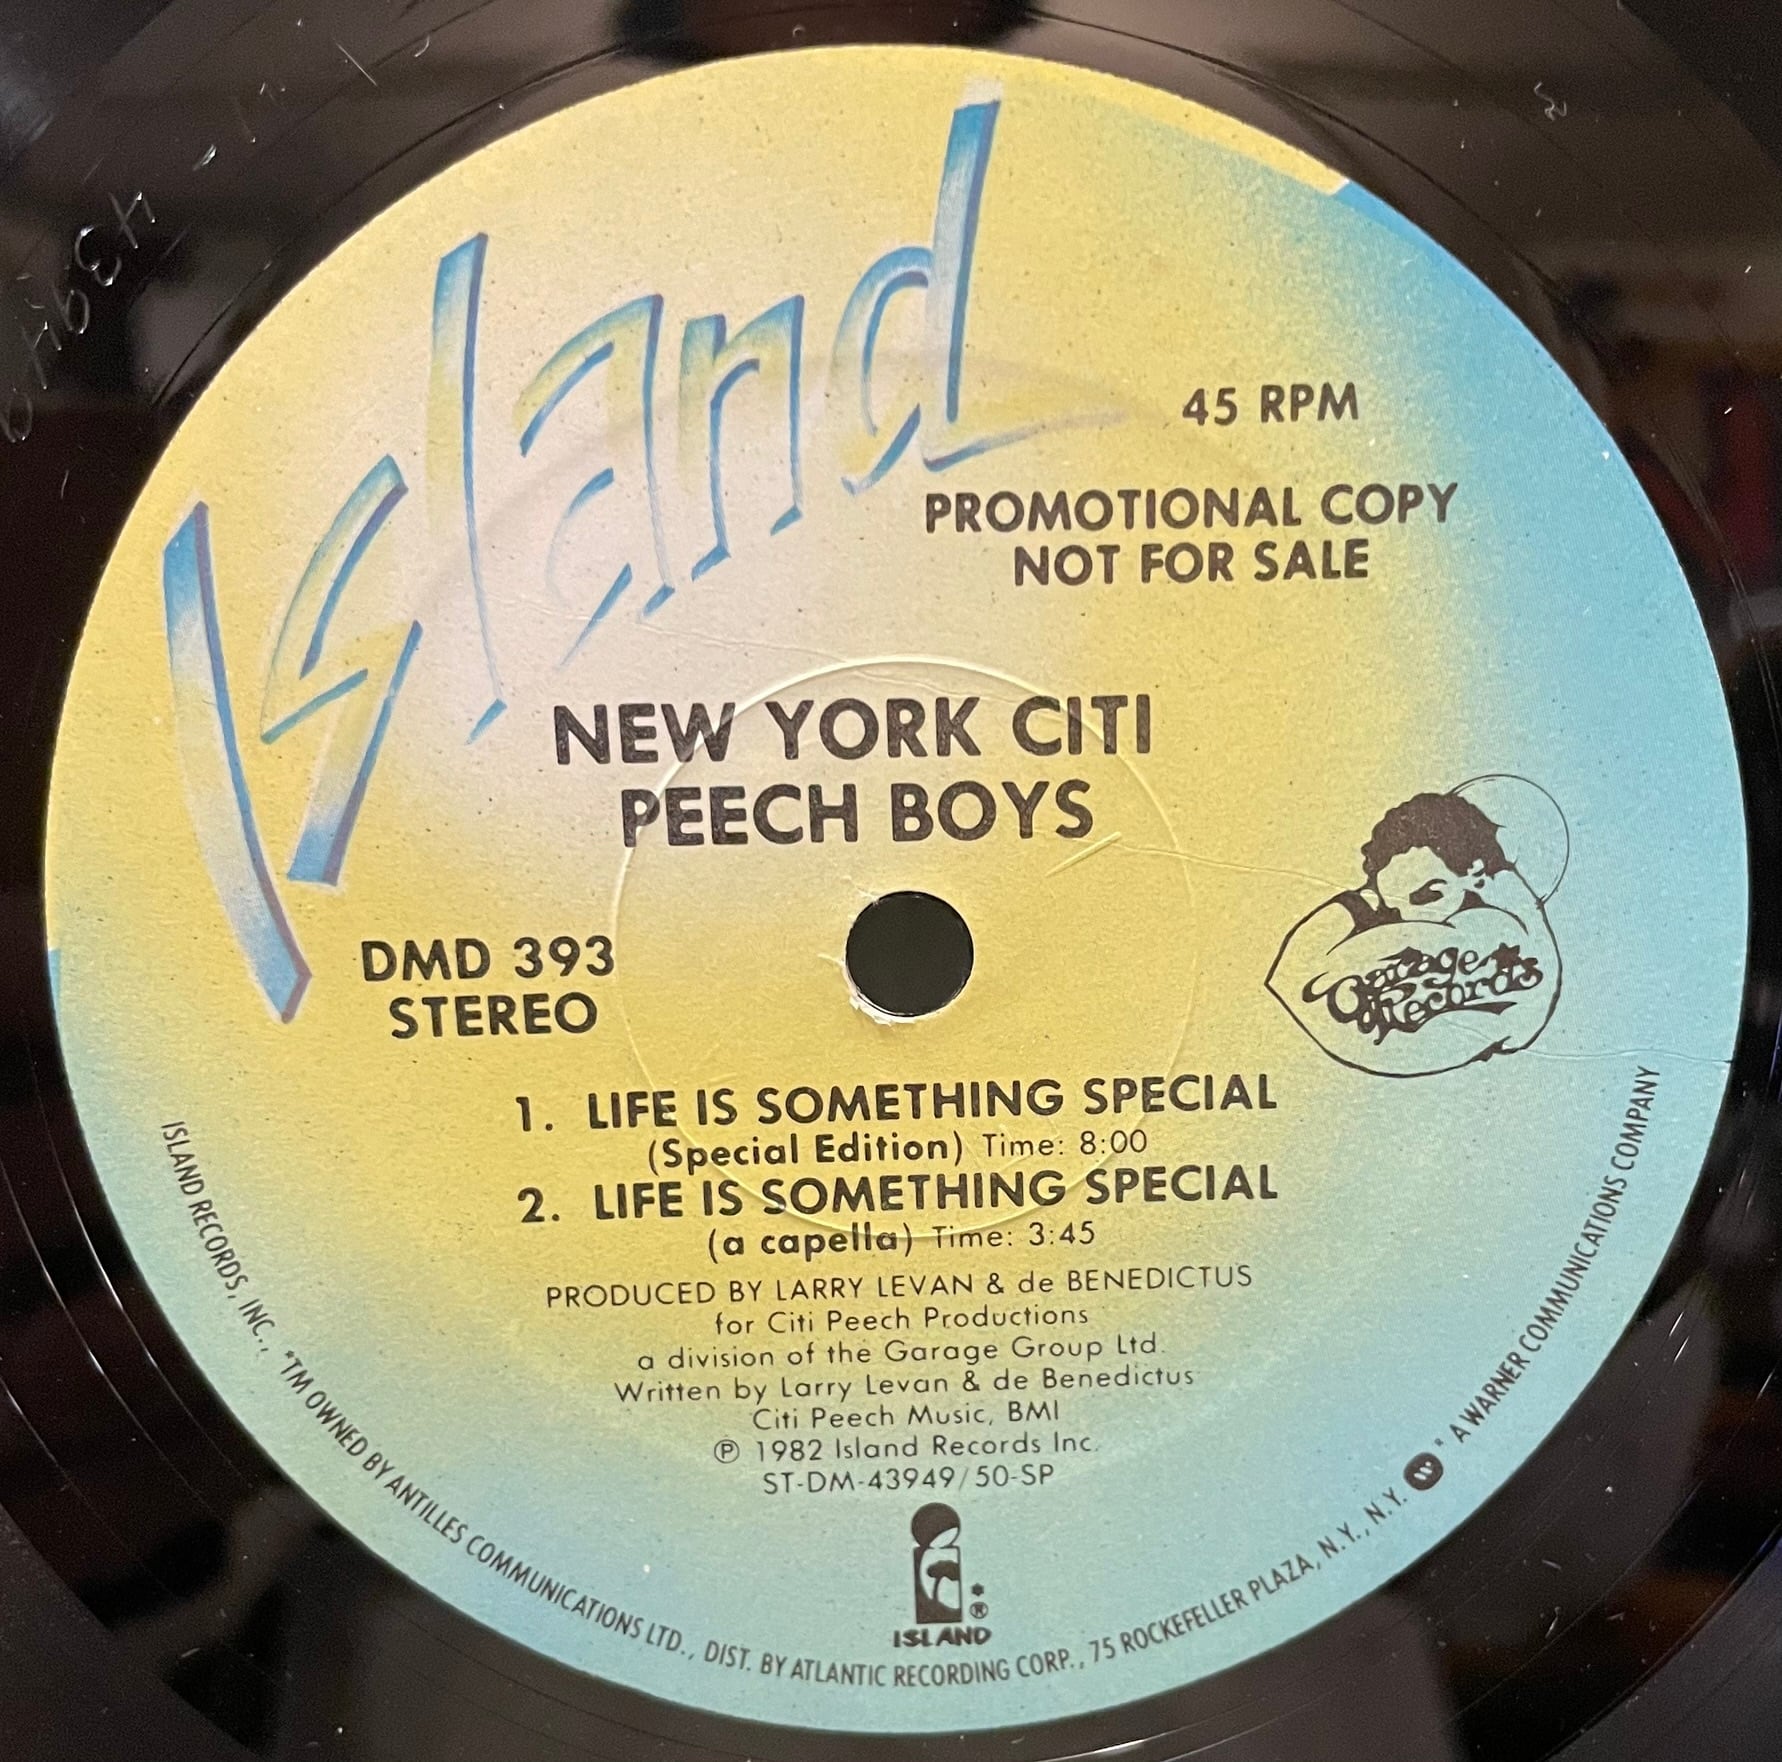 Island
45 RPM
PROMOTIONAL COPY
NOT FOR SALE
NEW YORK CITI
PEECH BOYS
DMD 393
STEREO
Garage
Records
1. LIFE IS SOMETHING SPECIAL
(Special Edition) Time: 8:00
2. LIFE IS SOMETHING SPECIAL
(a capella) Time: 3:45
PRODUCED BY LARRY LEVAN & de BENEDICTUS
for Citi Peech Productions
a division of the Garage Group Ltd.
Written by Larry Levan & de Benedictus
Citi Peech Music, BMI
℗ 1982 Island Records Inc.
ST-DM-43949/50-SP
*®
ISLAND
ISLAND RECORDS, INC., *TM OWNED BY ANTILLES COMMUNICATIONS LTD., DIST. BY ATLANTIC RECORDING CORP., 75 ROCKEFELLER PLAZA, N.Y., N.Y. * A WARNER COMMUNICATIONS COMPANY